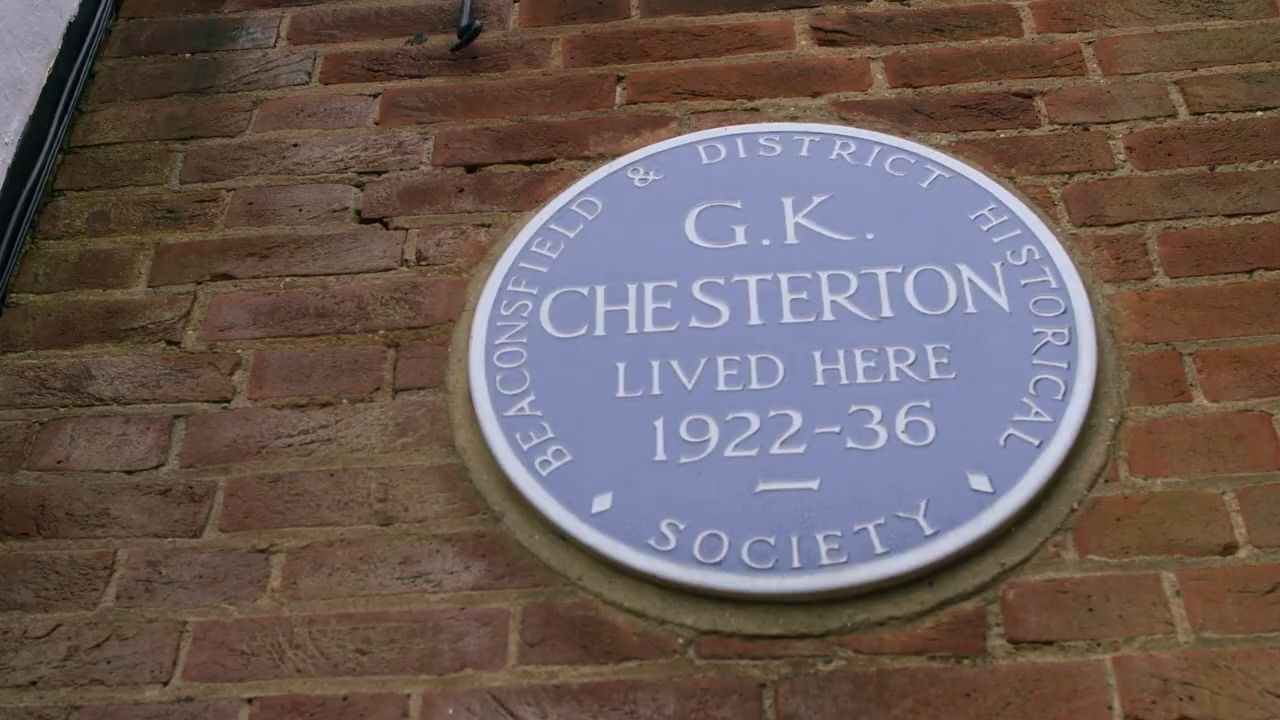 BEACONSFIELD & DISTRICT HISTORICAL
G.K.
CHESTERTON
LIVED HERE
1922-36
SOCIETY